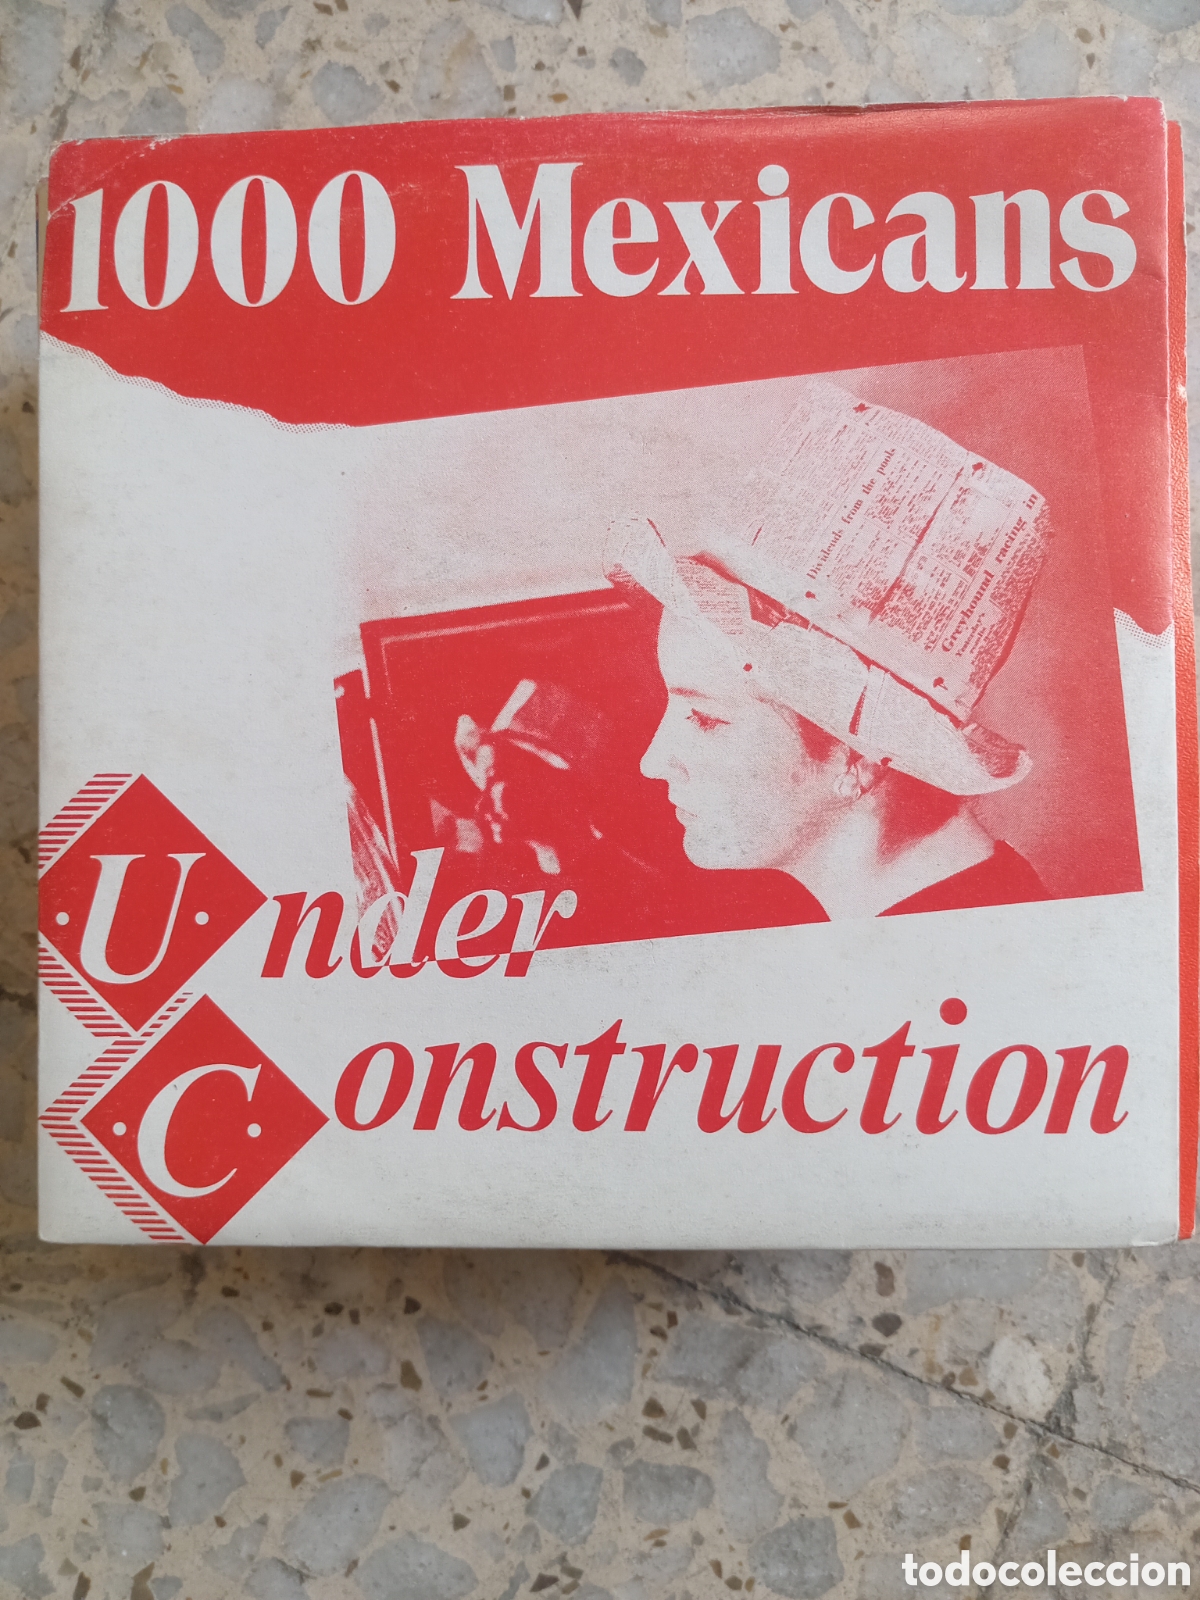 1000 Mexicans
Dividends from the pools
Greyhound racing in
Under
Construction
todocoleccion